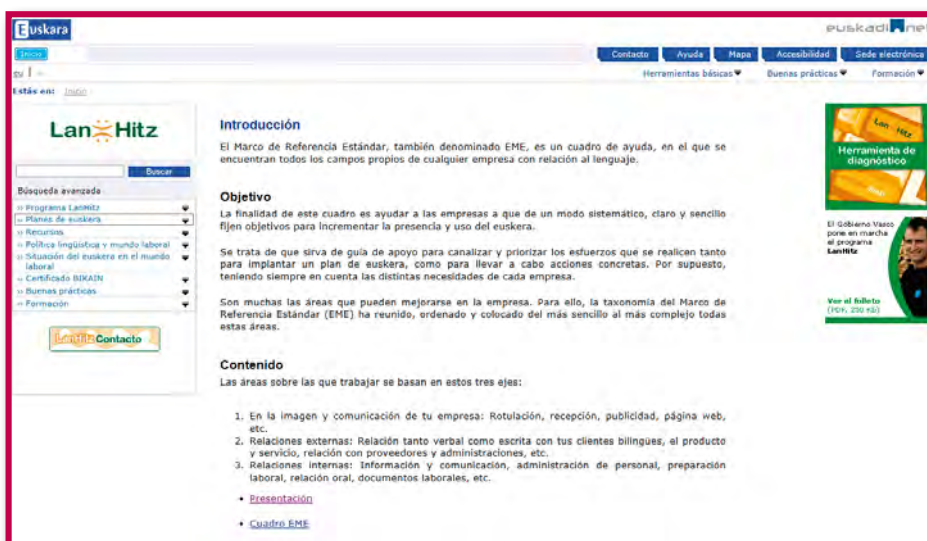 Euskara
euskadi.net
Inicio
Contacto Ayuda Mapa Accesibilidad Sede electrónica
eu | es
Herramientas básicas Buenas prácticas Formación
Estás en: Inicio
Lan Hitz
Buscar
Búsqueda avanzada
» Programa LanHitz
» Planes de euskera
» Recursos
» Política lingüística y mundo laboral
» Situación del euskera en el mundo
laboral
» Certificado BIKAIN
» Buenas prácticas
» Formación
LanHitz Contacto
Introducción
El Marco de Referencia Estándar, también denominado EME, es un cuadro de ayuda, en el que se
encuentran todos los campos propios de cualquier empresa con relación al lenguaje.
Objetivo
La finalidad de este cuadro es ayudar a las empresas a que de un modo sistemático, claro y sencillo
fijen objetivos para incrementar la presencia y uso del euskera.
Se trata de que sirva de guía de apoyo para canalizar y priorizar los esfuerzos que se realicen tanto
para implantar un plan de euskera, como para llevar a cabo acciones concretas. Por supuesto,
teniendo siempre en cuenta las distintas necesidades de cada empresa.
Son muchas las áreas que pueden mejorarse en la empresa. Para ello, la taxonomía del Marco de
Referencia Estándar (EME) ha reunido, ordenado y colocado del más sencillo al más complejo todas
estas áreas.
Contenido
Las áreas sobre las que trabajar se basan en estos tres ejes:
1. En la imagen y comunicación de tu empresa: Rotulación, recepción, publicidad, página web,
etc.
2. Relaciones externas: Relación tanto verbal como escrita con tus clientes bilingües, el producto
y servicio, relación con proveedores y administraciones, etc.
3. Relaciones internas: Información y comunicación, administración de personal, preparación
laboral, relación oral, documentos laborales, etc.
• Presentación
• Cuadro EME
Lan Hitz
Herramienta de
diagnóstico
El Gobierno Vasco
pone en marcha
el programa
LanHitz
Ver el folleto
(PDF, 250 KB)